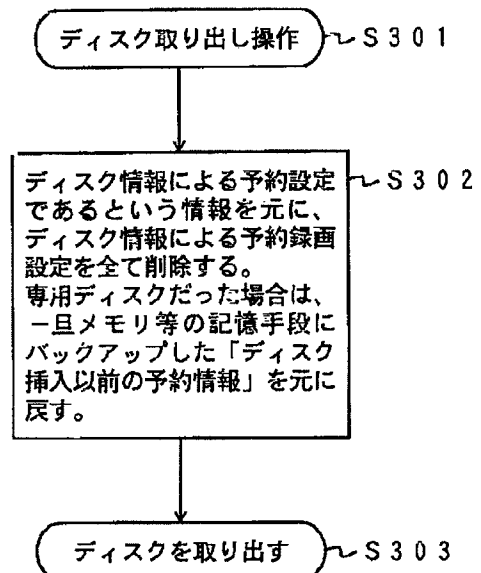 ディスク取り出し操作 S301
ディスク情報による予約設定 S302
であるという情報を元に、
ディスク情報による予約録画
設定を全て削除する。
専用ディスクだった場合は、
一旦メモリ等の記憶手段に
バックアップした「ディスク
挿入以前の予約情報」を元に
戻す。
ディスクを取り出す S303